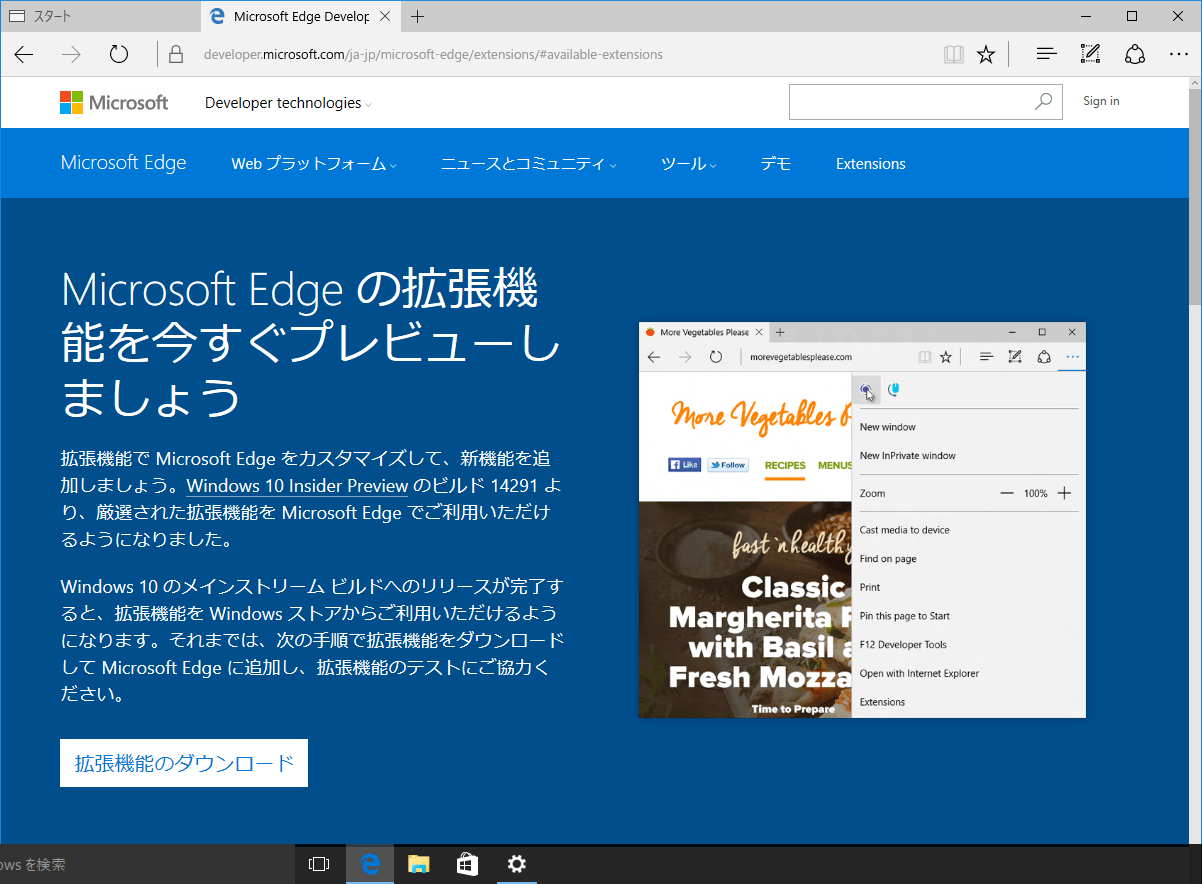 スタート
Microsoft Edge Develop
developer.microsoft.com/ja-jp/microsoft-edge/extensions/#available-extensions
Microsoft
Developer technologies
Sign in
Microsoft Edge
Web プラットフォーム
ニュースとコミュニティ
ツール
デモ
Extensions
Microsoft Edge の拡張機
能を今すぐプレビューし
ましょう
拡張機能で Microsoft Edge をカスタマイズして、新機能を追
加しましょう。Windows 10 Insider Preview のビルド 14291 よ
り、厳選された拡張機能を Microsoft Edge でご利用いただけ
るようになりました。
Windows 10 のメインストリーム ビルドへのリリースが完了す
ると、拡張機能を Windows ストアからご利用いただけるよう
になります。それまでは、次の手順で拡張機能をダウンロード
して Microsoft Edge に追加し、拡張機能のテストにご協力く
ださい。
拡張機能のダウンロード
More Vegetables Please
morevegetablesplease.com
More Vegetables P
Like
Follow
RECIPES
MENUS
fast 'n healthy
Classic
Margherita P
with Basil a
Fresh Mozza
Time to Prepare
New window
New InPrivate window
Zoom
100%
Cast media to device
Find on page
Print
Pin this page to Start
F12 Developer Tools
Open with Internet Explorer
Extensions
ows を検索